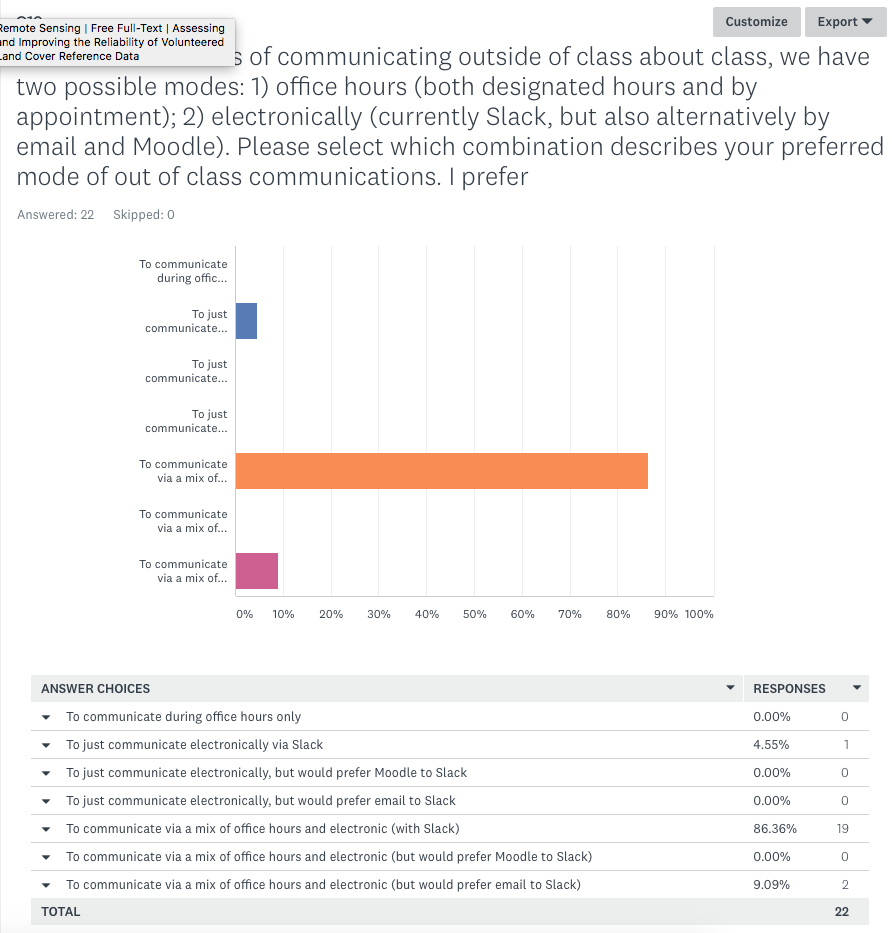 Customize
Export
Remote Sensing | Free Full-Text | Assessing
and Improving the Reliability of Volunteered
Land Cover Reference Data
of communicating outside of class about class, we have
two possible modes: 1) office hours (both designated hours and by
appointment); 2) electronically (currently Slack, but also alternatively by
email and Moodle). Please select which combination describes your preferred
mode of out of class communications. I prefer
Answered: 22 Skipped: 0
To communicate
during offic...
To just
communicate...
To just
communicate...
To just
communicate...
To communicate
via a mix of...
To communicate
via a mix of...
To communicate
via a mix of...
0% 10% 20% 30% 40% 50% 60% 70% 80% 90% 100%
ANSWER CHOICES RESPONSES
To communicate during office hours only 0.00% 0
To just communicate electronically via Slack 4.55% 1
To just communicate electronically, but would prefer Moodle to Slack 0.00% 0
To just communicate electronically, but would prefer email to Slack 0.00% 0
To communicate via a mix of office hours and electronic (with Slack) 86.36% 19
To communicate via a mix of office hours and electronic (but would prefer Moodle to Slack) 0.00% 0
To communicate via a mix of office hours and electronic (but would prefer email to Slack) 9.09% 2
TOTAL 22